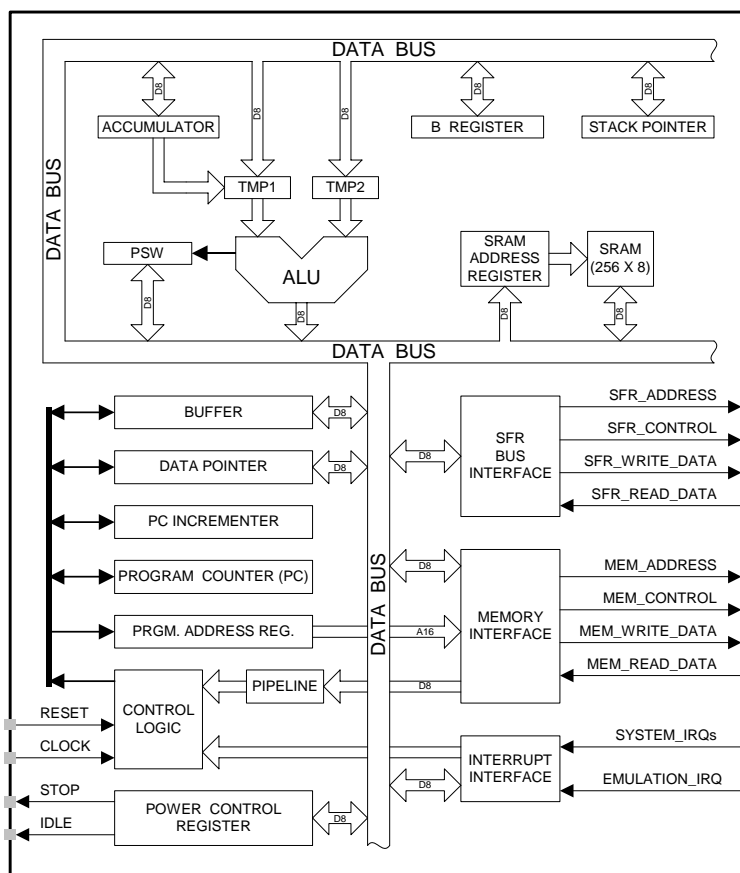 DATA BUS
D8
D8
D8
D8
D8
ACCUMULATOR
B REGISTER
STACK POINTER
DATA BUS
TMP1
TMP2
PSW
ALU
SRAM
ADDRESS
REGISTER
SRAM
(256 X 8)
D8
D8
D8
D8
DATA BUS
BUFFER
D8
DATA POINTER
D8
PC INCREMENTER
PROGRAM COUNTER (PC)
PRGM. ADDRESS REG.
A16
DATA BUS
D8
SFR
BUS
INTERFACE
SFR_ADDRESS
SFR_CONTROL
SFR_WRITE_DATA
SFR_READ_DATA
D8
MEMORY
INTERFACE
MEM_ADDRESS
MEM_CONTROL
MEM_WRITE_DATA
MEM_READ_DATA
CONTROL
LOGIC
PIPELINE
D8
RESET
CLOCK
INTERRUPT
INTERFACE
SYSTEM_IRQs
EMULATION_IRQ
D8
STOP
IDLE
POWER CONTROL
REGISTER
D8